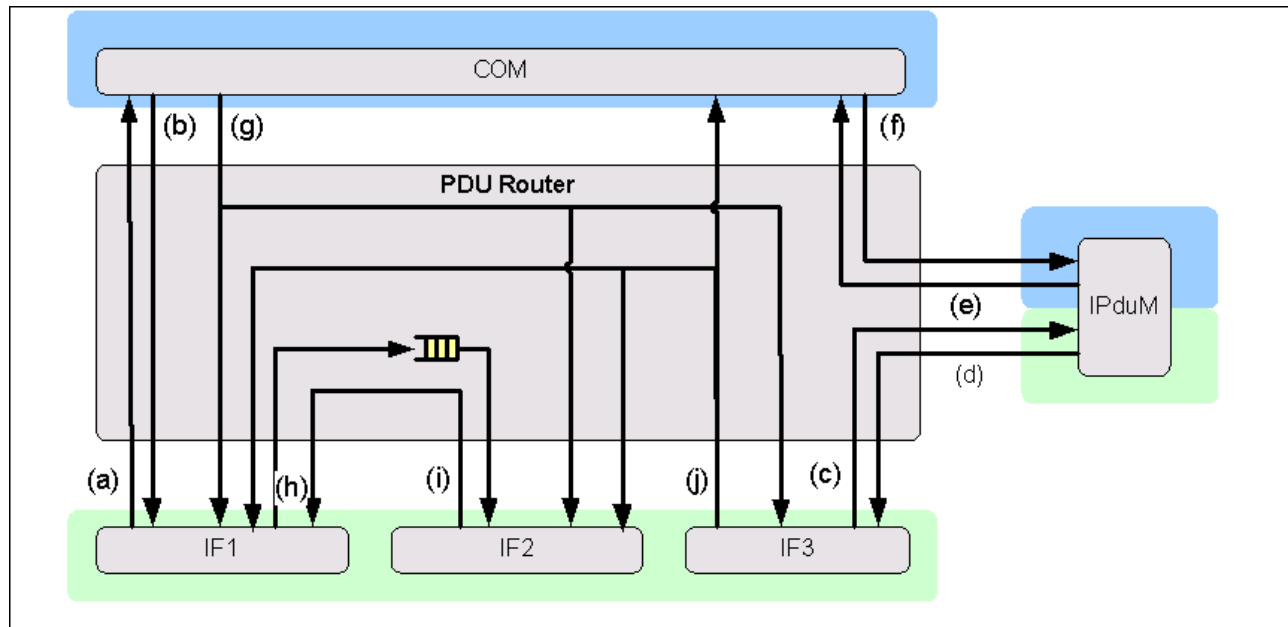 COM
(b)
(g)
(f)
PDU Router
IPduM
(e)
(d)
(a)
(h)
(i)
(j)
(c)
IF1
IF2
IF3